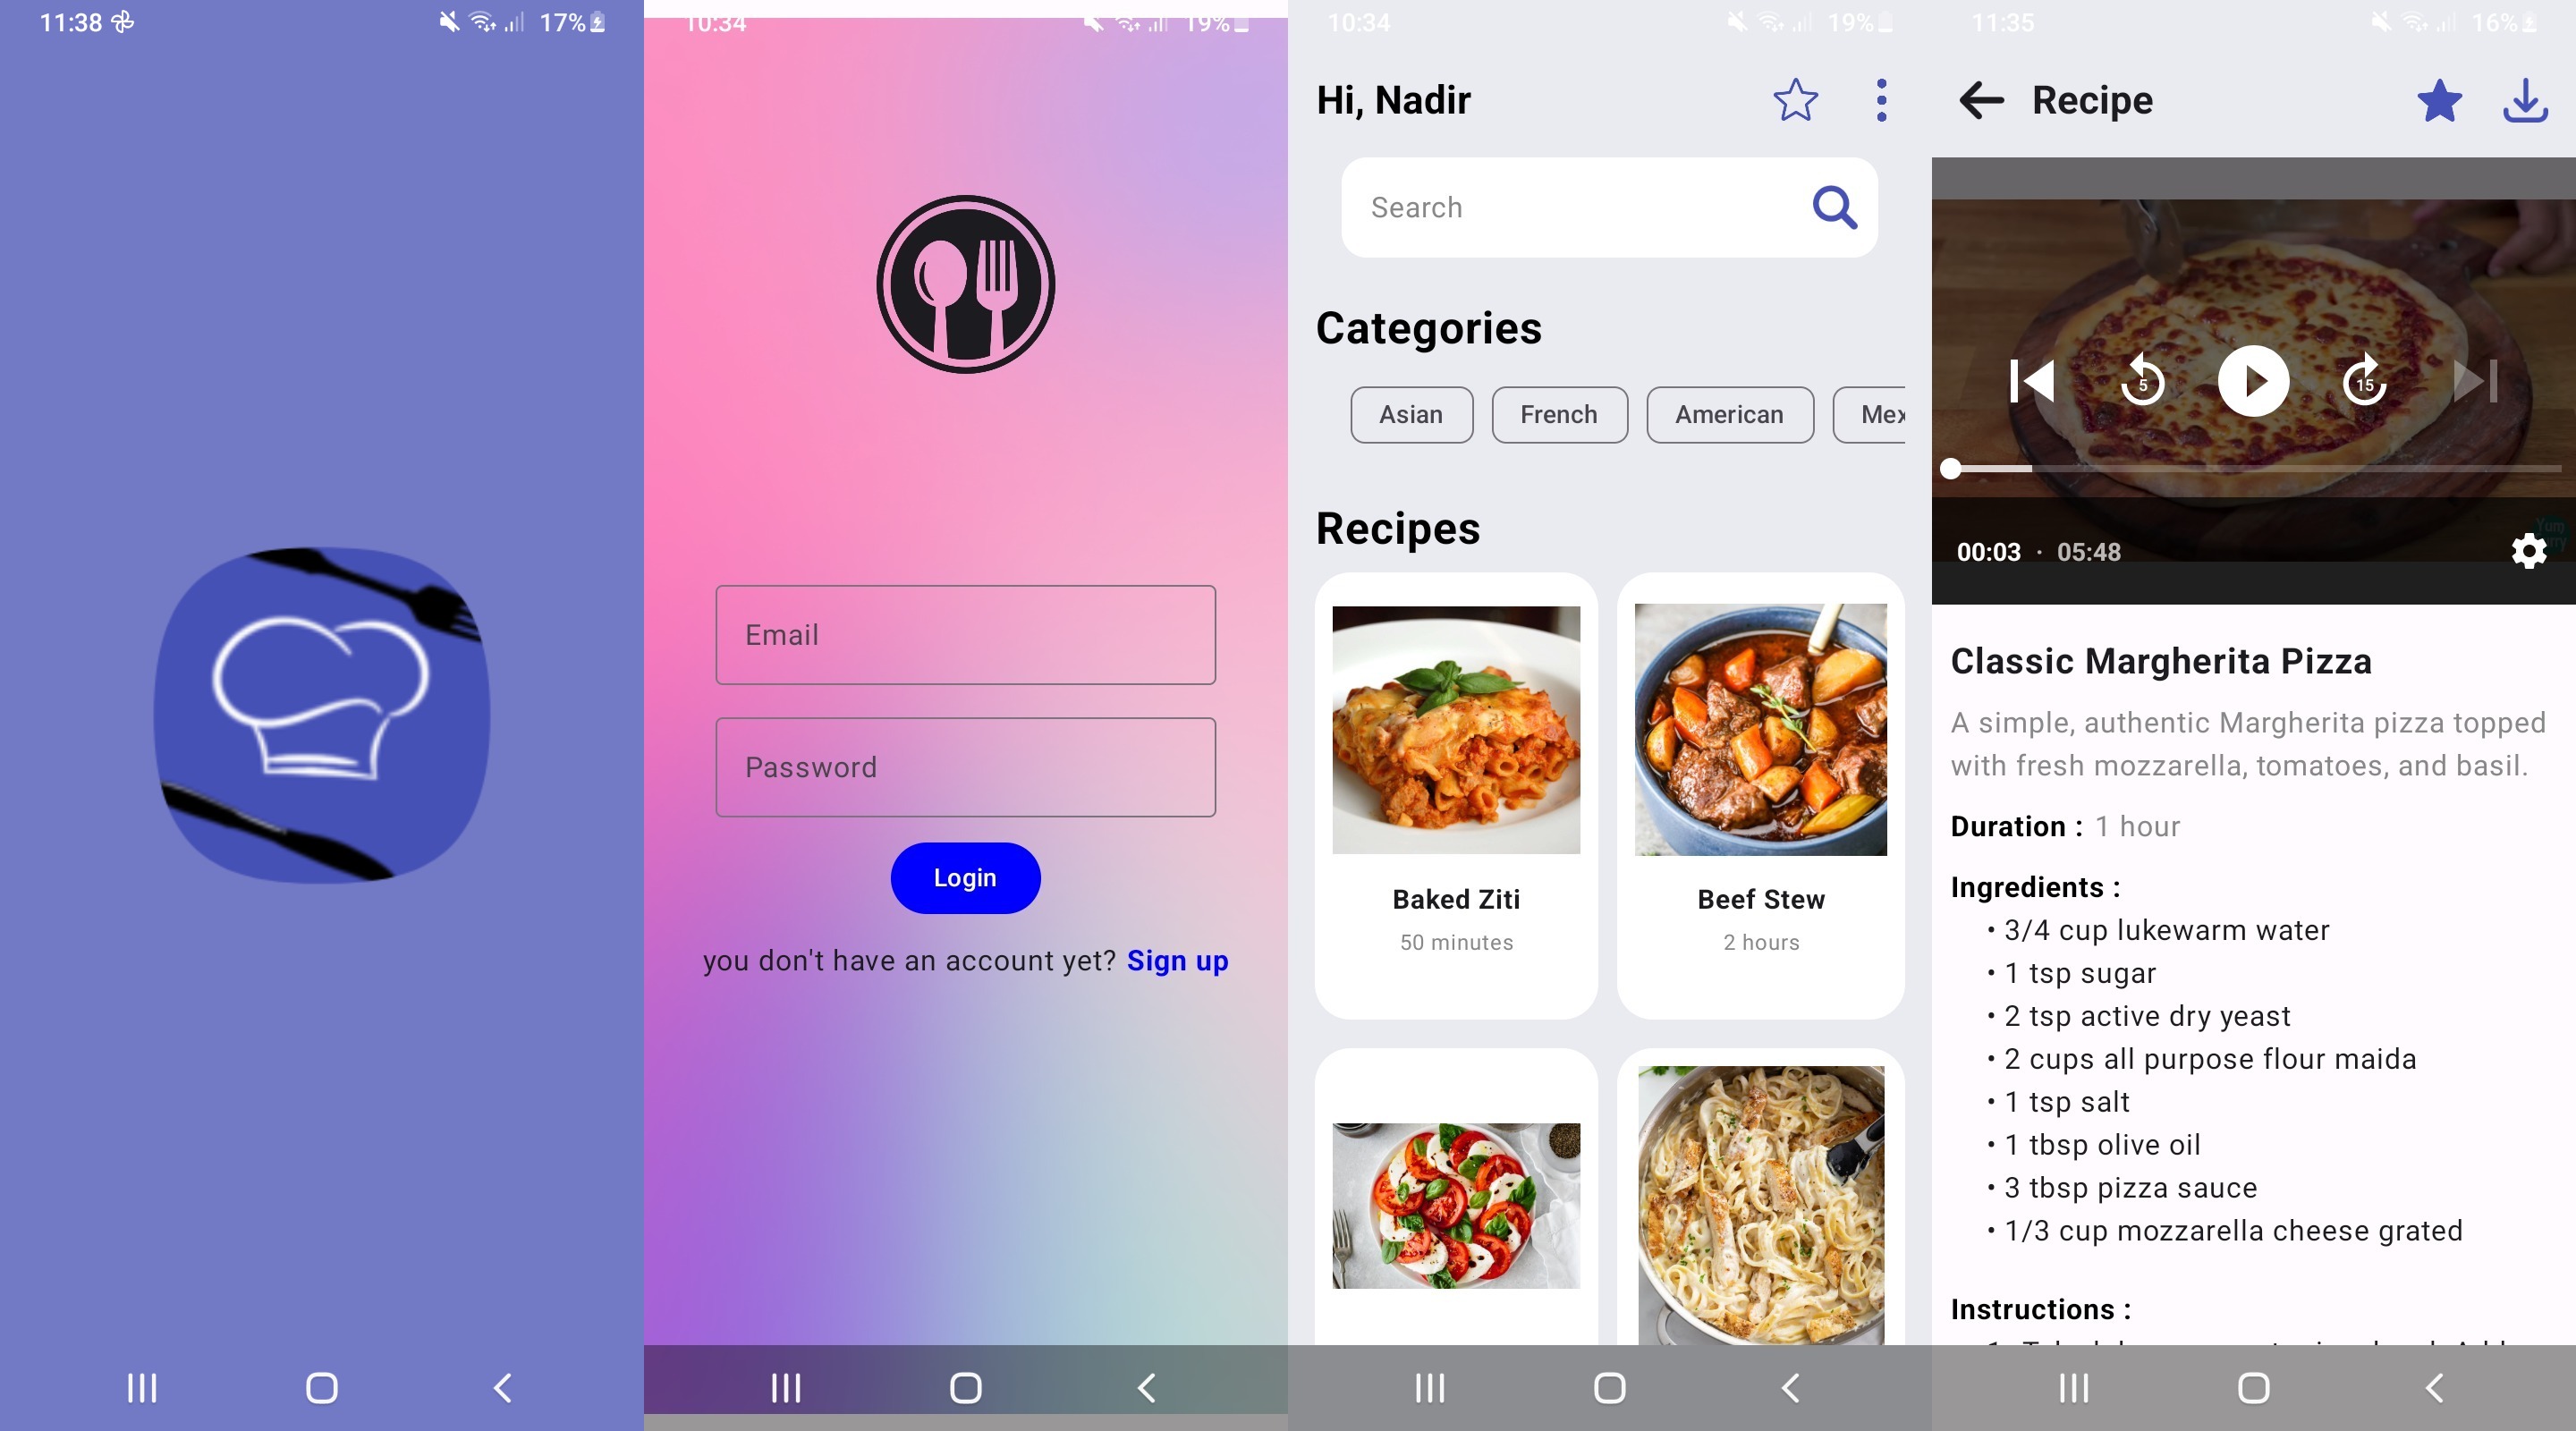 11:38
17%
10:34
19%
Email
Password
Login
you don't have an account yet? Sign up
10:34
19%
Hi, Nadir
Search
Categories
Asian
French
American
Mex
Recipes
Baked Ziti
50 minutes
Beef Stew
2 hours
11:35
16%
Recipe
5
15
00:03 · 05:48
Classic Margherita Pizza
A simple, authentic Margherita pizza topped
with fresh mozzarella, tomatoes, and basil.
Duration : 1 hour
Ingredients :
• 3/4 cup lukewarm water
• 1 tsp sugar
• 2 tsp active dry yeast
• 2 cups all purpose flour maida
• 1 tsp salt
• 1 tbsp olive oil
• 3 tbsp pizza sauce
• 1/3 cup mozzarella cheese grated
Instructions :